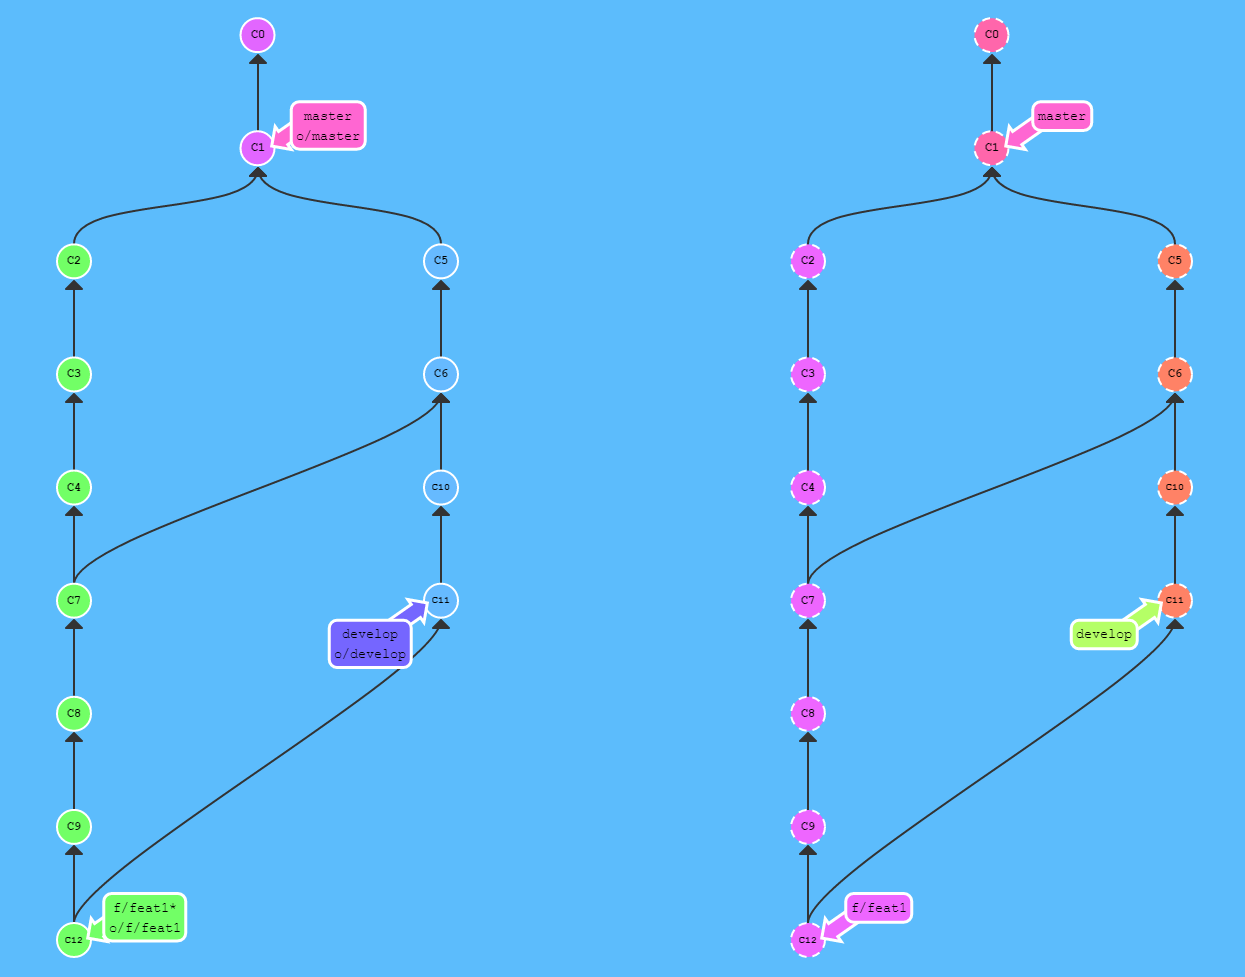 C0
master
o/master
C1
C2
C5
C3
C6
C4
C10
C7
C11
develop
o/develop
C8
C9
f/feat1*
o/f/feat1
C12
C0
master
C1
C2
C5
C3
C6
C4
C10
C7
C11
develop
C8
C9
f/feat1
C12